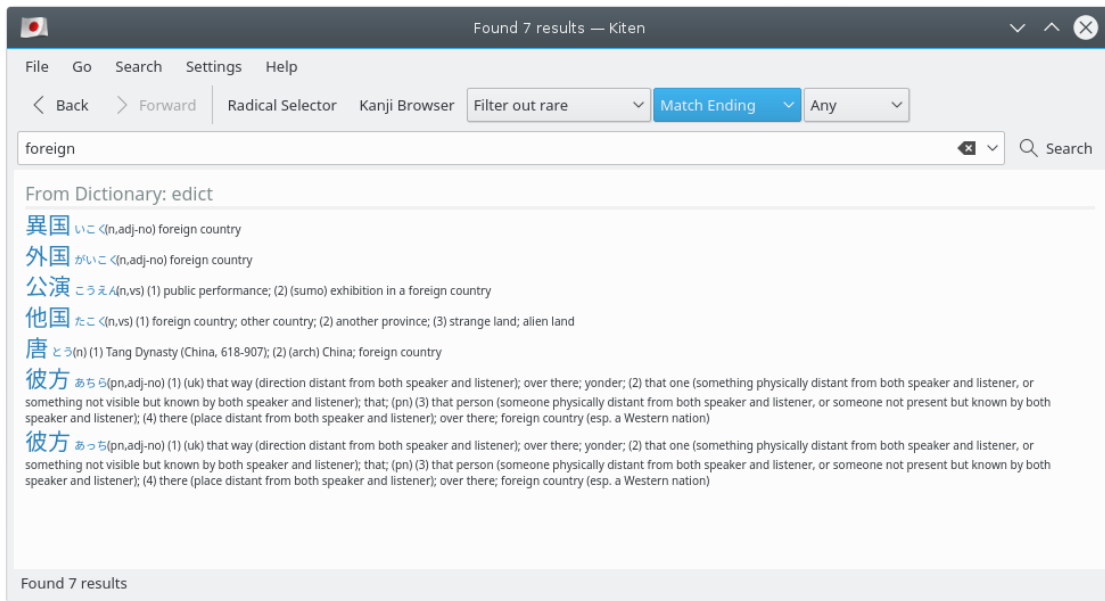 Found 7 results — Kiten
File Go Search Settings Help
Back Forward Radical Selector Kanji Browser Filter out rare Match Ending Any
foreign Search
From Dictionary: edict
異国 いこく(n,adj-no) foreign country
外国 がいこく(n,adj-no) foreign country
公演 こうえん(n,vs) (1) public performance; (2) (sumo) exhibition in a foreign country
他国 たこく(n,vs) (1) foreign country; other country; (2) another province; (3) strange land; alien land
唐 とう(n) (1) Tang Dynasty (China, 618-907); (2) (arch) China; foreign country
彼方 あちら(pn,adj-no) (1) (uk) that way (direction distant from both speaker and listener); over there; yonder; (2) that one (something physically distant from both speaker and listener, or
something not visible but known by both speaker and listener); that; (pn) (3) that person (someone physically distant from both speaker and listener, or someone not present but known by both
speaker and listener); (4) there (place distant from both speaker and listener); over there; foreign country (esp. a Western nation)
彼方 あっち(pn,adj-no) (1) (uk) that way (direction distant from both speaker and listener); over there; yonder; (2) that one (something physically distant from both speaker and listener, or
something not visible but known by both speaker and listener); that; (pn) (3) that person (someone physically distant from both speaker and listener, or someone not present but known by both
speaker and listener); (4) there (place distant from both speaker and listener); over there; foreign country (esp. a Western nation)
Found 7 results